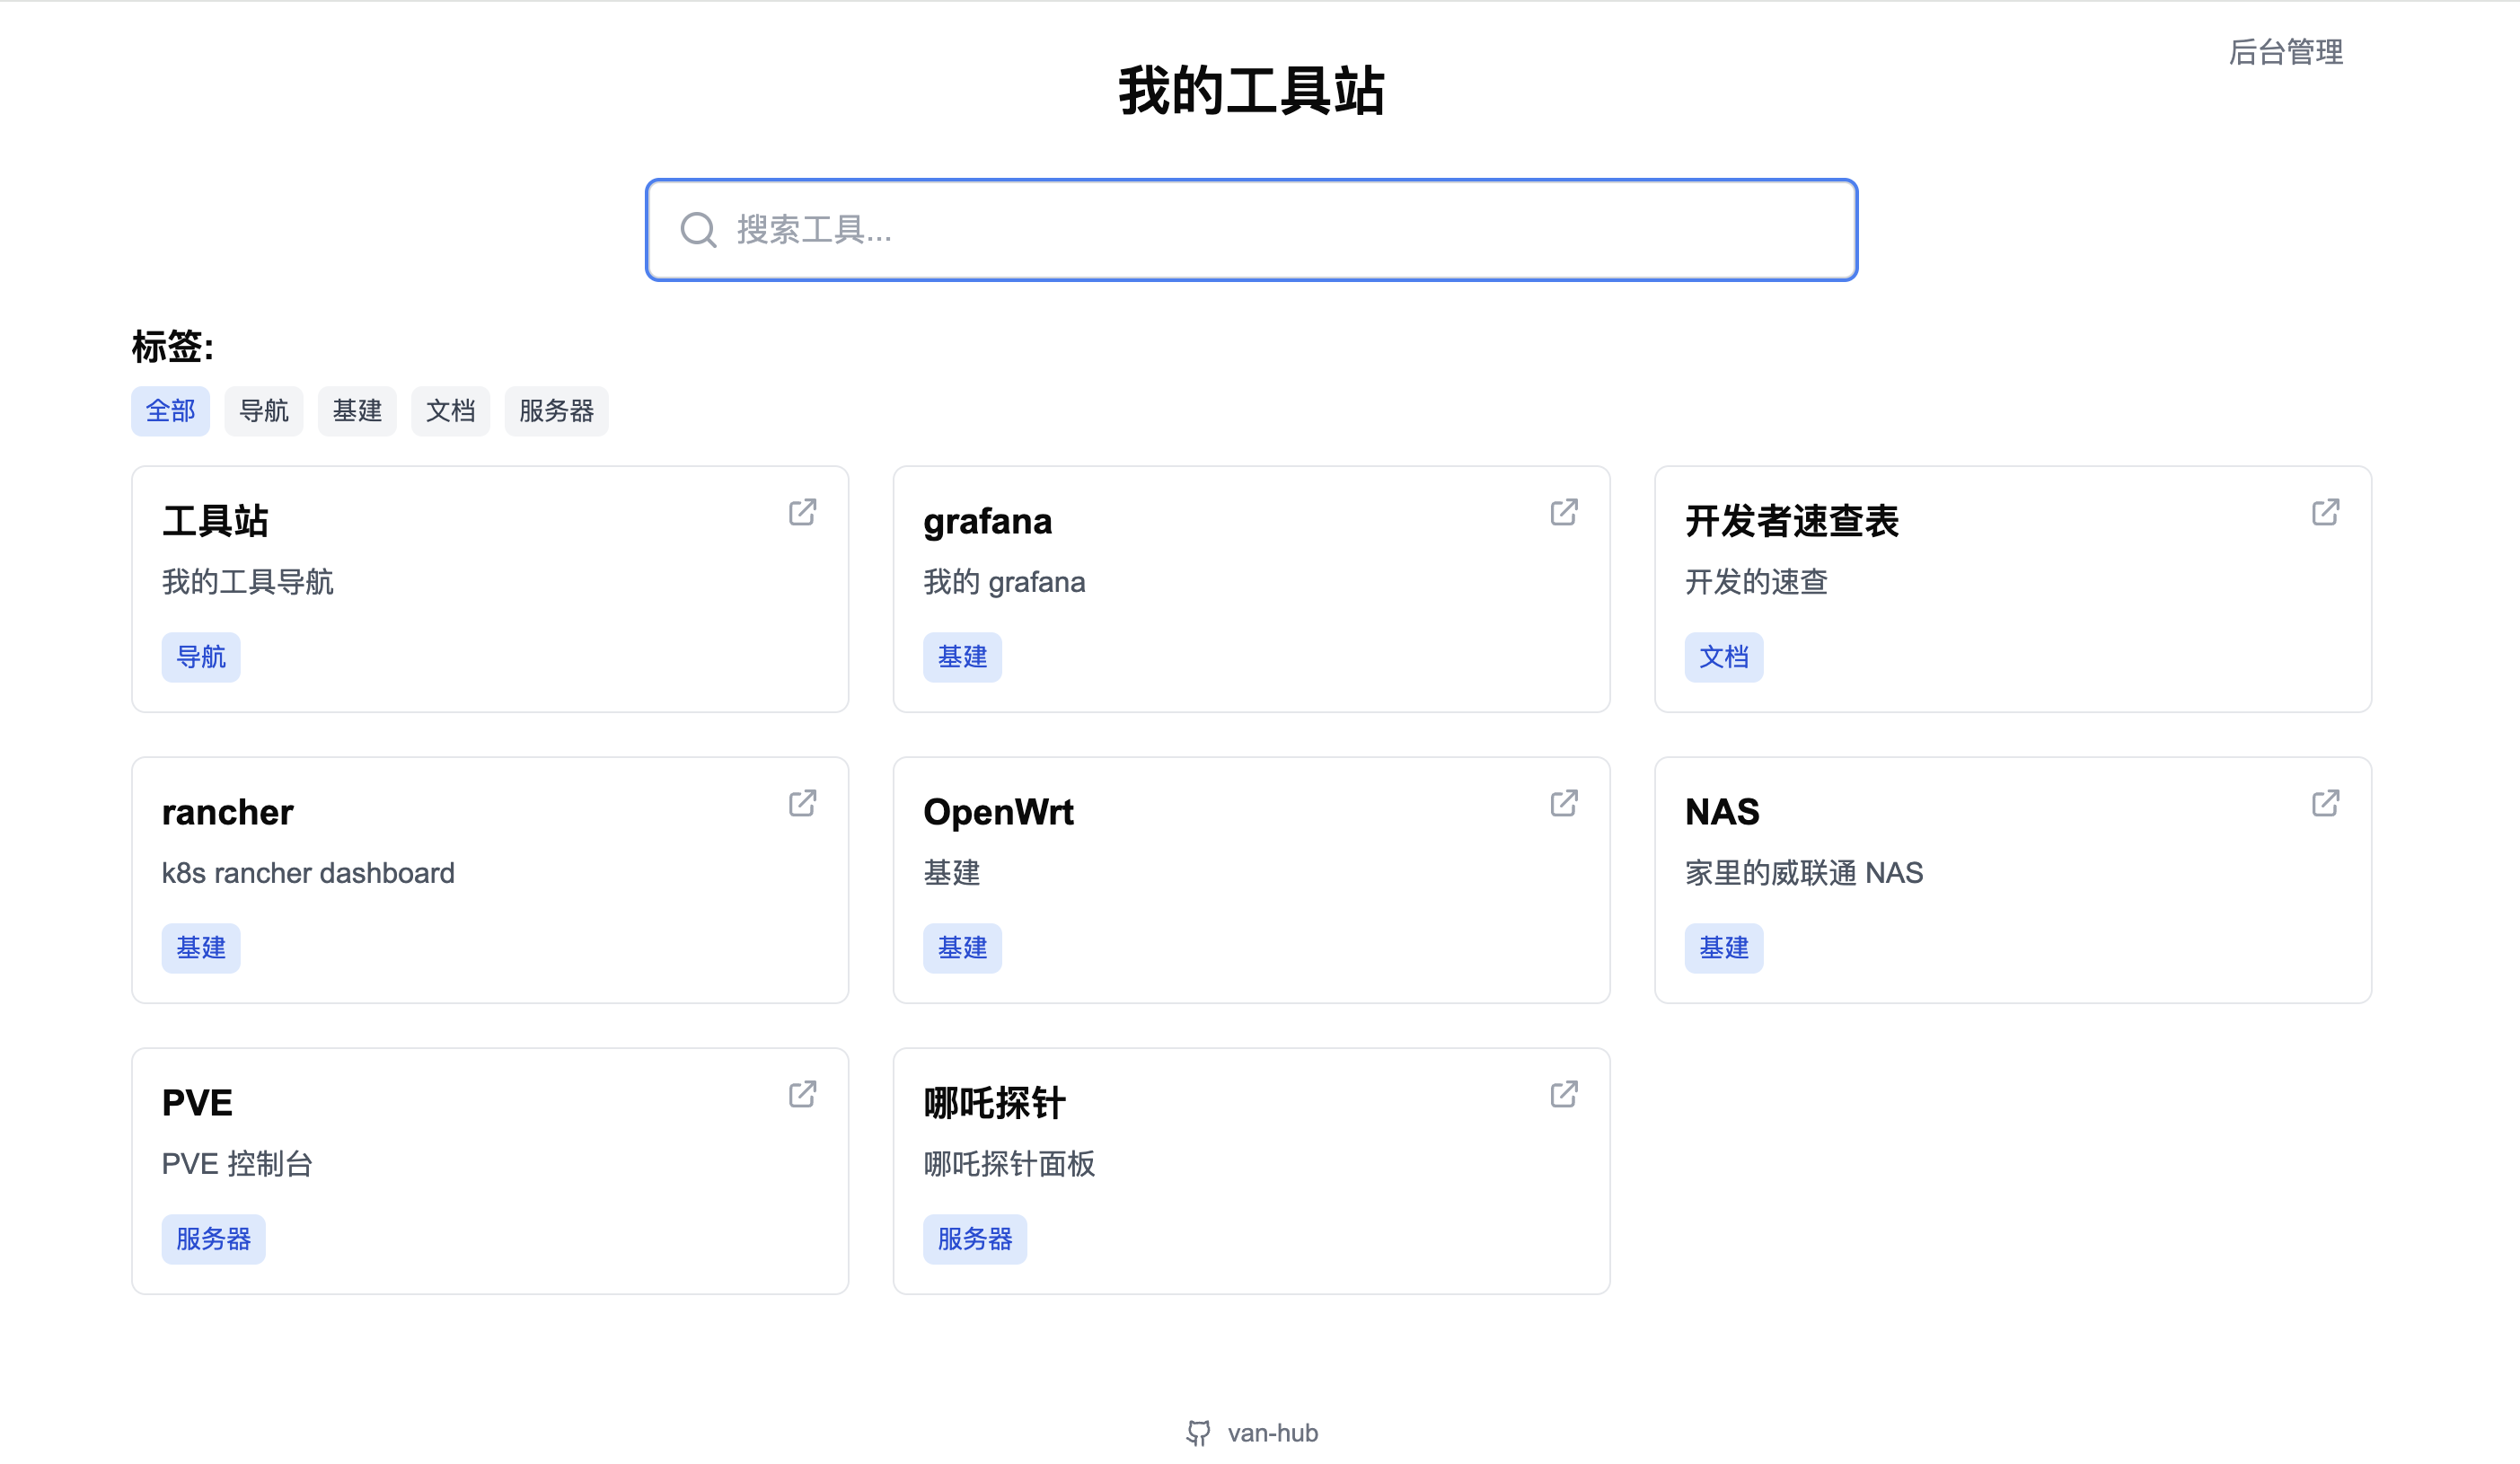 后台管理
我的工具站
搜索工具...
标签:
全部 导航 基建 文档 服务器
工具站
我的工具导航
导航
grafana
我的 grafana
基建
开发者速查表
开发的速查
文档
rancher
k8s rancher dashboard
基建
OpenWrt
基建
基建
NAS
家里的威联通 NAS
基建
PVE
PVE 控制台
服务器
哪吒探针
哪吒探针面板
服务器
van-hub